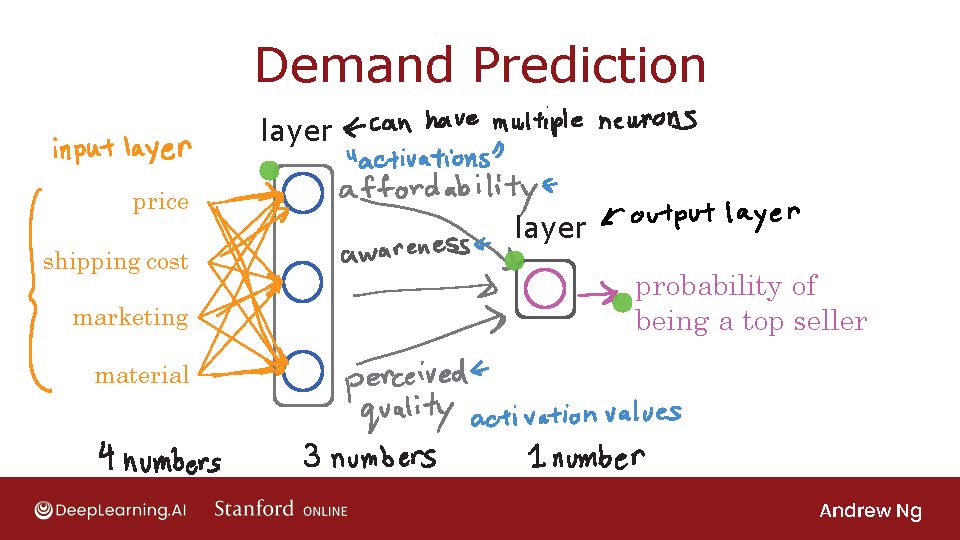 Demand Prediction
input layer
layer ← can have multiple neurons
"activations"
price
affordability ←
layer ← output layer
shipping cost
awareness ←
probability of
being a top seller
marketing
material
perceived ←
quality
activation values
4 numbers
3 numbers
1 number
DeepLearning.AI
Stanford ONLINE
Andrew Ng